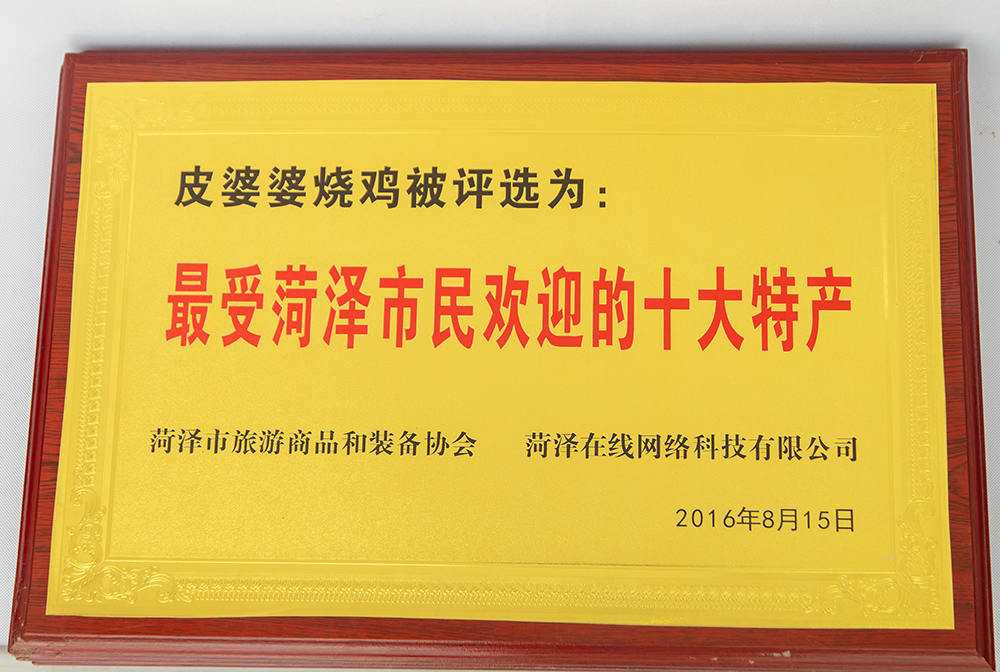 皮婆婆烧鸡被评选为：
最受菏泽市民欢迎的十大特产
菏泽市旅游商品和装备协会 菏泽在线网络科技有限公司
2016年8月15日